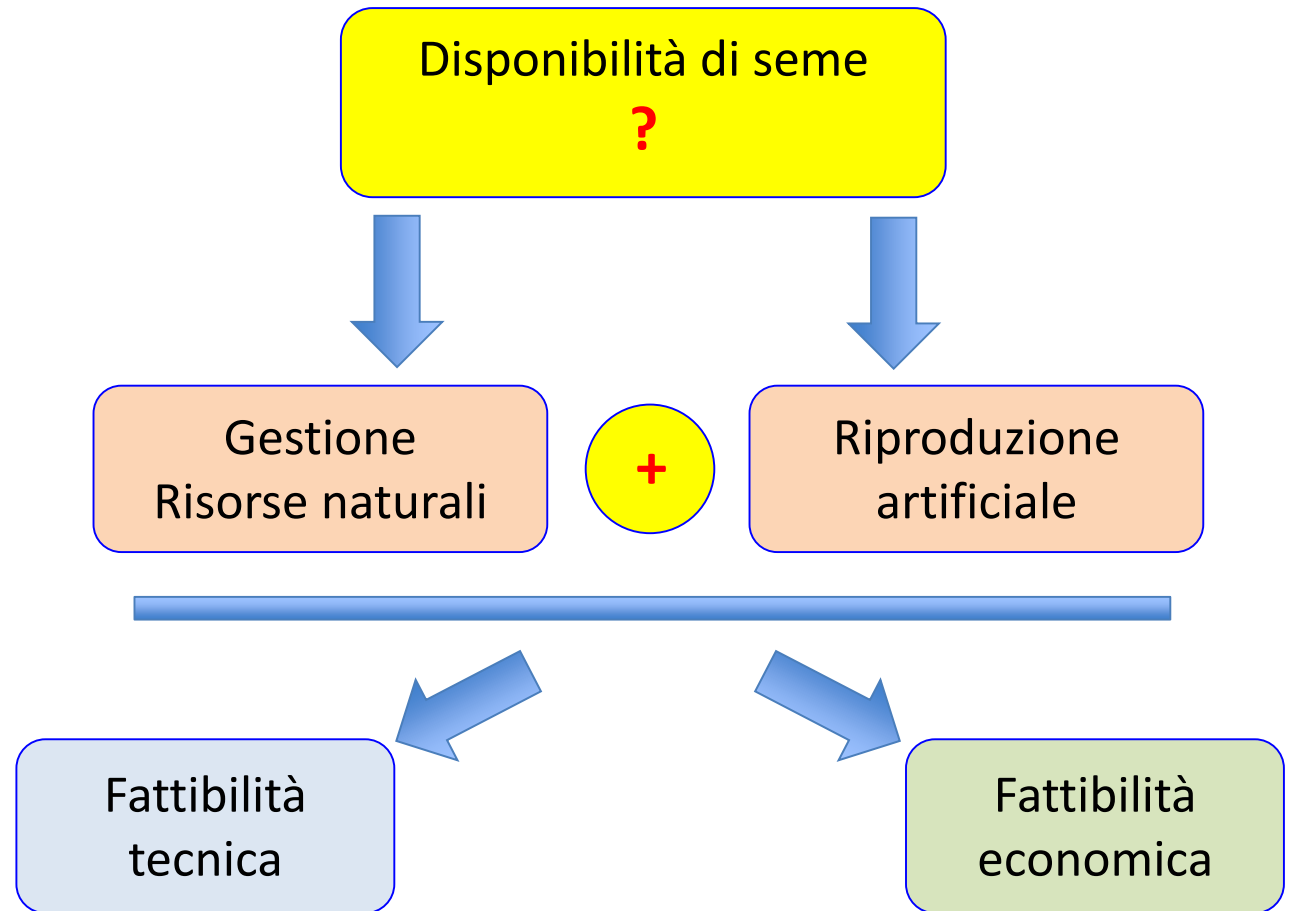 Disponibilità di seme
?
Gestione
Risorse naturali
+
Riproduzione
artificiale
Fattibilità
tecnica
Fattibilità
economica